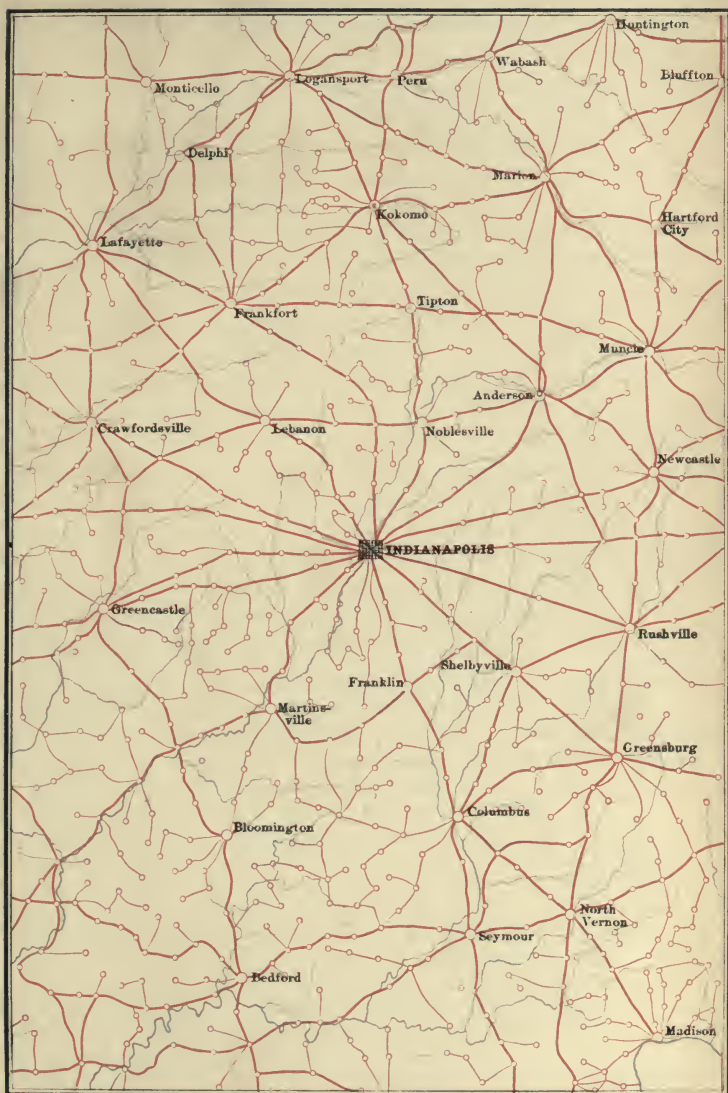 Huntington
Wabash
Monticello
Logansport
Peru
Bluffton
Delphi
Marion
Kokomo
Hartford
City
Lafayette
Frankfort
Tipton
Muncie
Anderson
Crawfordsville
Lebanon
Noblesville
Newcastle
INDIANAPOLIS
Greencastle
Rushville
Shelbyville
Franklin
Martins-
ville
Greensburg
Columbus
Bloomington
North
Vernon
Seymour
Bedford
Madison